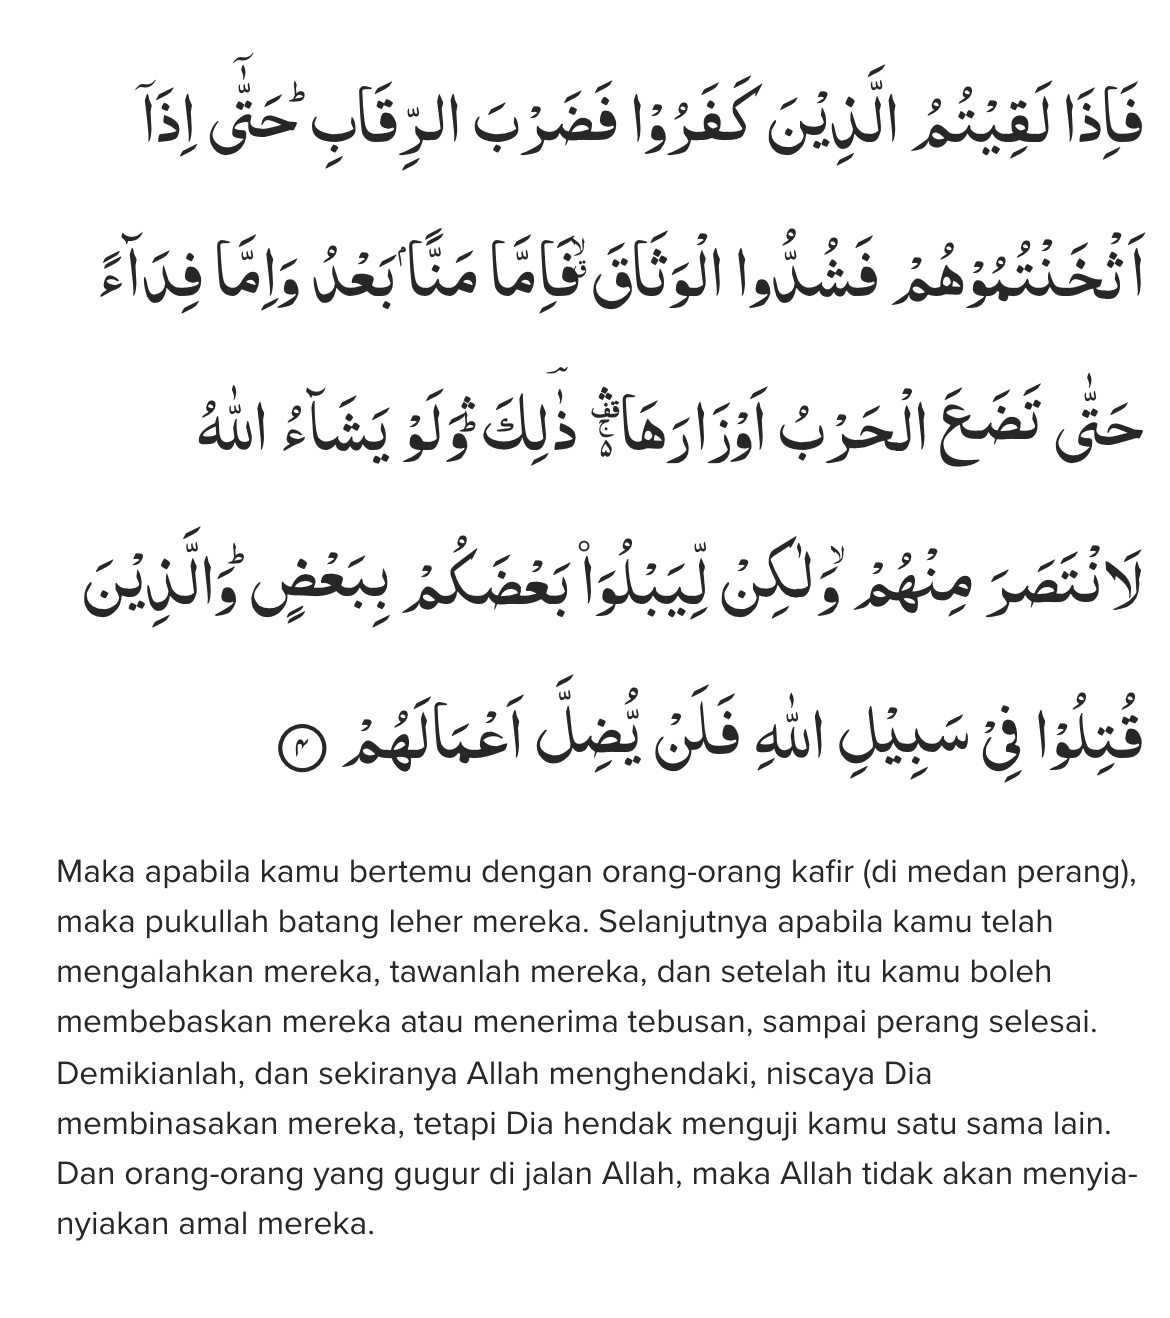 فَاِذَا لَقِيْتُمُ الَّذِيْنَ كَفَرُوْا فَضَرْبَ الرِّقَابِۗ حَتّٰٓى اِذَآ
اَثْخَنْتُمُوْهُمْ فَشُدُّوا الْوَثَاقَۖ فَاِمَّا مَنًّاۢ بَعْدُ وَاِمَّا فِدَاۤءً
حَتّٰى تَضَعَ الْحَرْبُ اَوْزَارَهَا ۛ ذٰلِكَ ۛ وَلَوْ يَشَاۤءُ اللّٰهُ
لَانْتَصَرَ مِنْهُمْ وَلٰكِنْ لِّيَبْلُوَا۟ بَعْضَكُمْ بِبَعْضٍۗ وَالَّذِيْنَ
قُتِلُوْا فِيْ سَبِيْلِ اللّٰهِ فَلَنْ يُّضِلَّ اَعْمَالَهُمْ ۴
Maka apabila kamu bertemu dengan orang-orang kafir (di medan perang),
maka pukullah batang leher mereka. Selanjutnya apabila kamu telah
mengalahkan mereka, tawanlah mereka, dan setelah itu kamu boleh
membebaskan mereka atau menerima tebusan, sampai perang selesai.
Demikianlah, dan sekiranya Allah menghendaki, niscaya Dia
membinasakan mereka, tetapi Dia hendak menguji kamu satu sama lain.
Dan orang-orang yang gugur di jalan Allah, maka Allah tidak akan menyia-
nyiakan amal mereka.